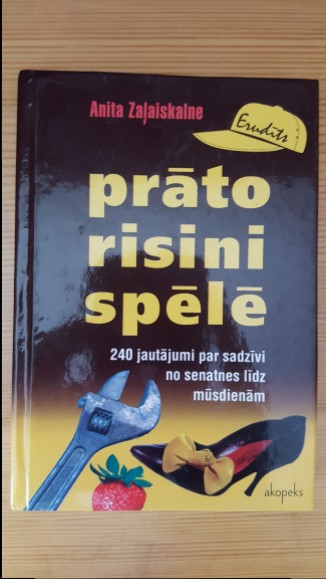 Anita Zaļaiskalne
Erudīts
prāto
risini
spēlē
240 jautājumi par sadzīvi
no senatnes līdz
mūsdienām
akopeks